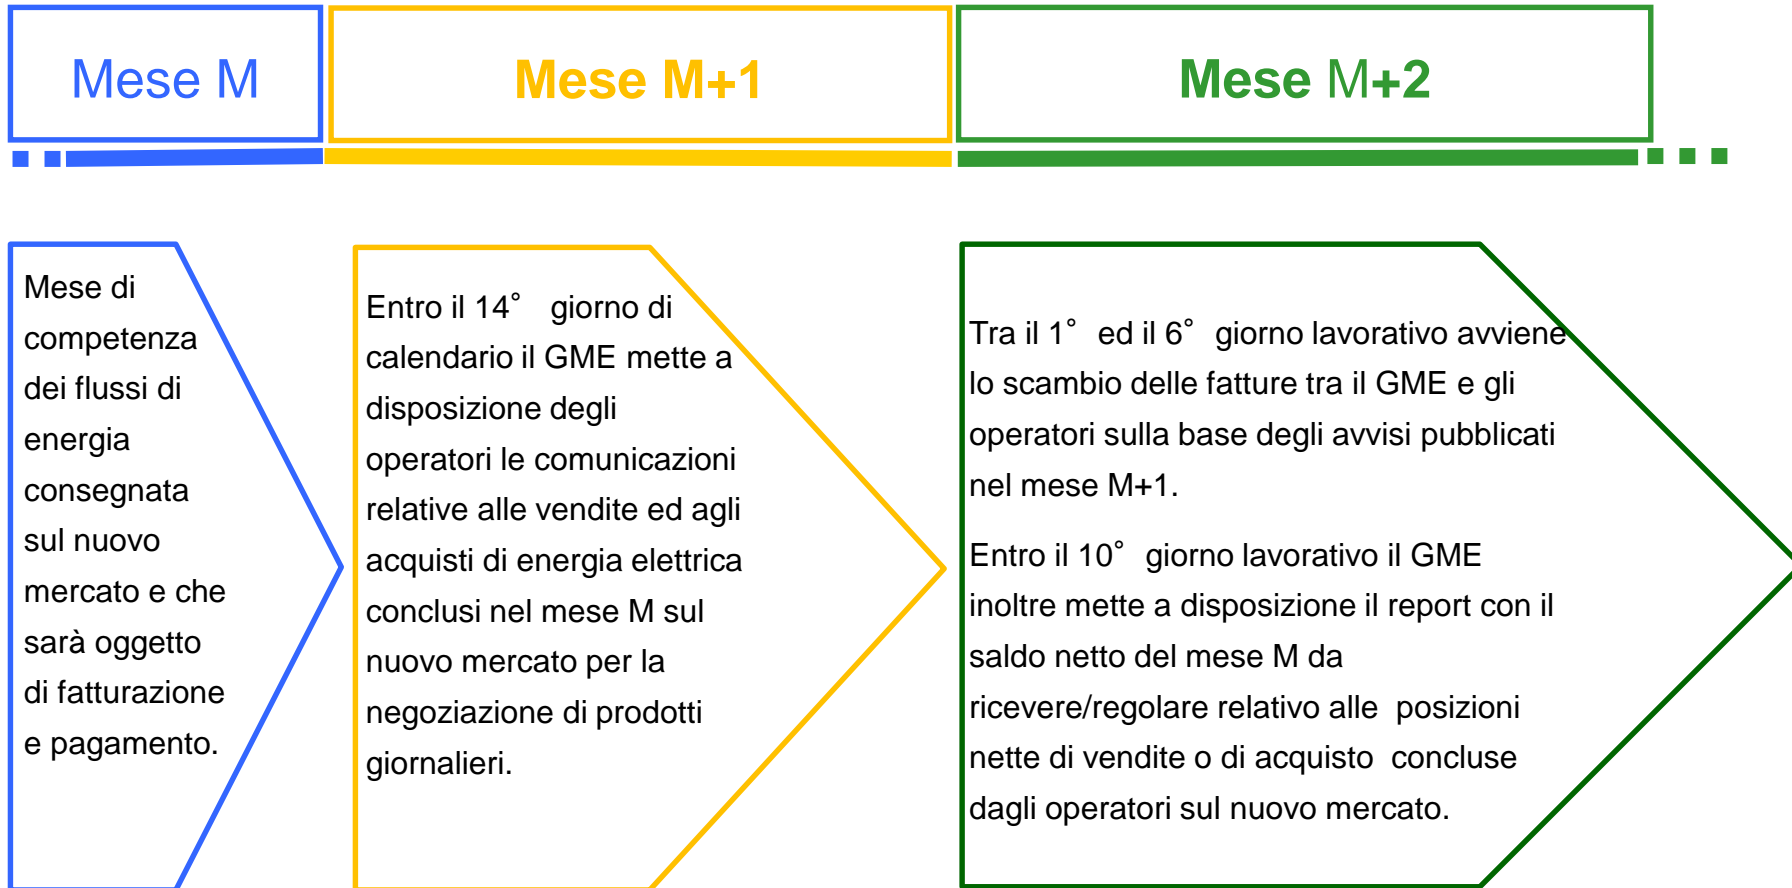 Mese M
Mese M+1
Mese M+2
Mese di
competenza
dei flussi di
energia
consegnata
sul nuovo
mercato e che
sarà oggetto
di fatturazione
e pagamento.
Entro il 14° giorno di
calendario il GME mette a
disposizione degli
operatori le comunicazioni
relative alle vendite ed agli
acquisti di energia elettrica
conclusi nel mese M sul
nuovo mercato per la
negoziazione di prodotti
giornalieri.
Tra il 1° ed il 6° giorno lavorativo avviene
lo scambio delle fatture tra il GME e gli
operatori sulla base degli avvisi pubblicati
nel mese M+1.
Entro il 10° giorno lavorativo il GME
inoltre mette a disposizione il report con il
saldo netto del mese M da
ricevere/regolare relativo alle posizioni
nette di vendite o di acquisto concluse
dagli operatori sul nuovo mercato.